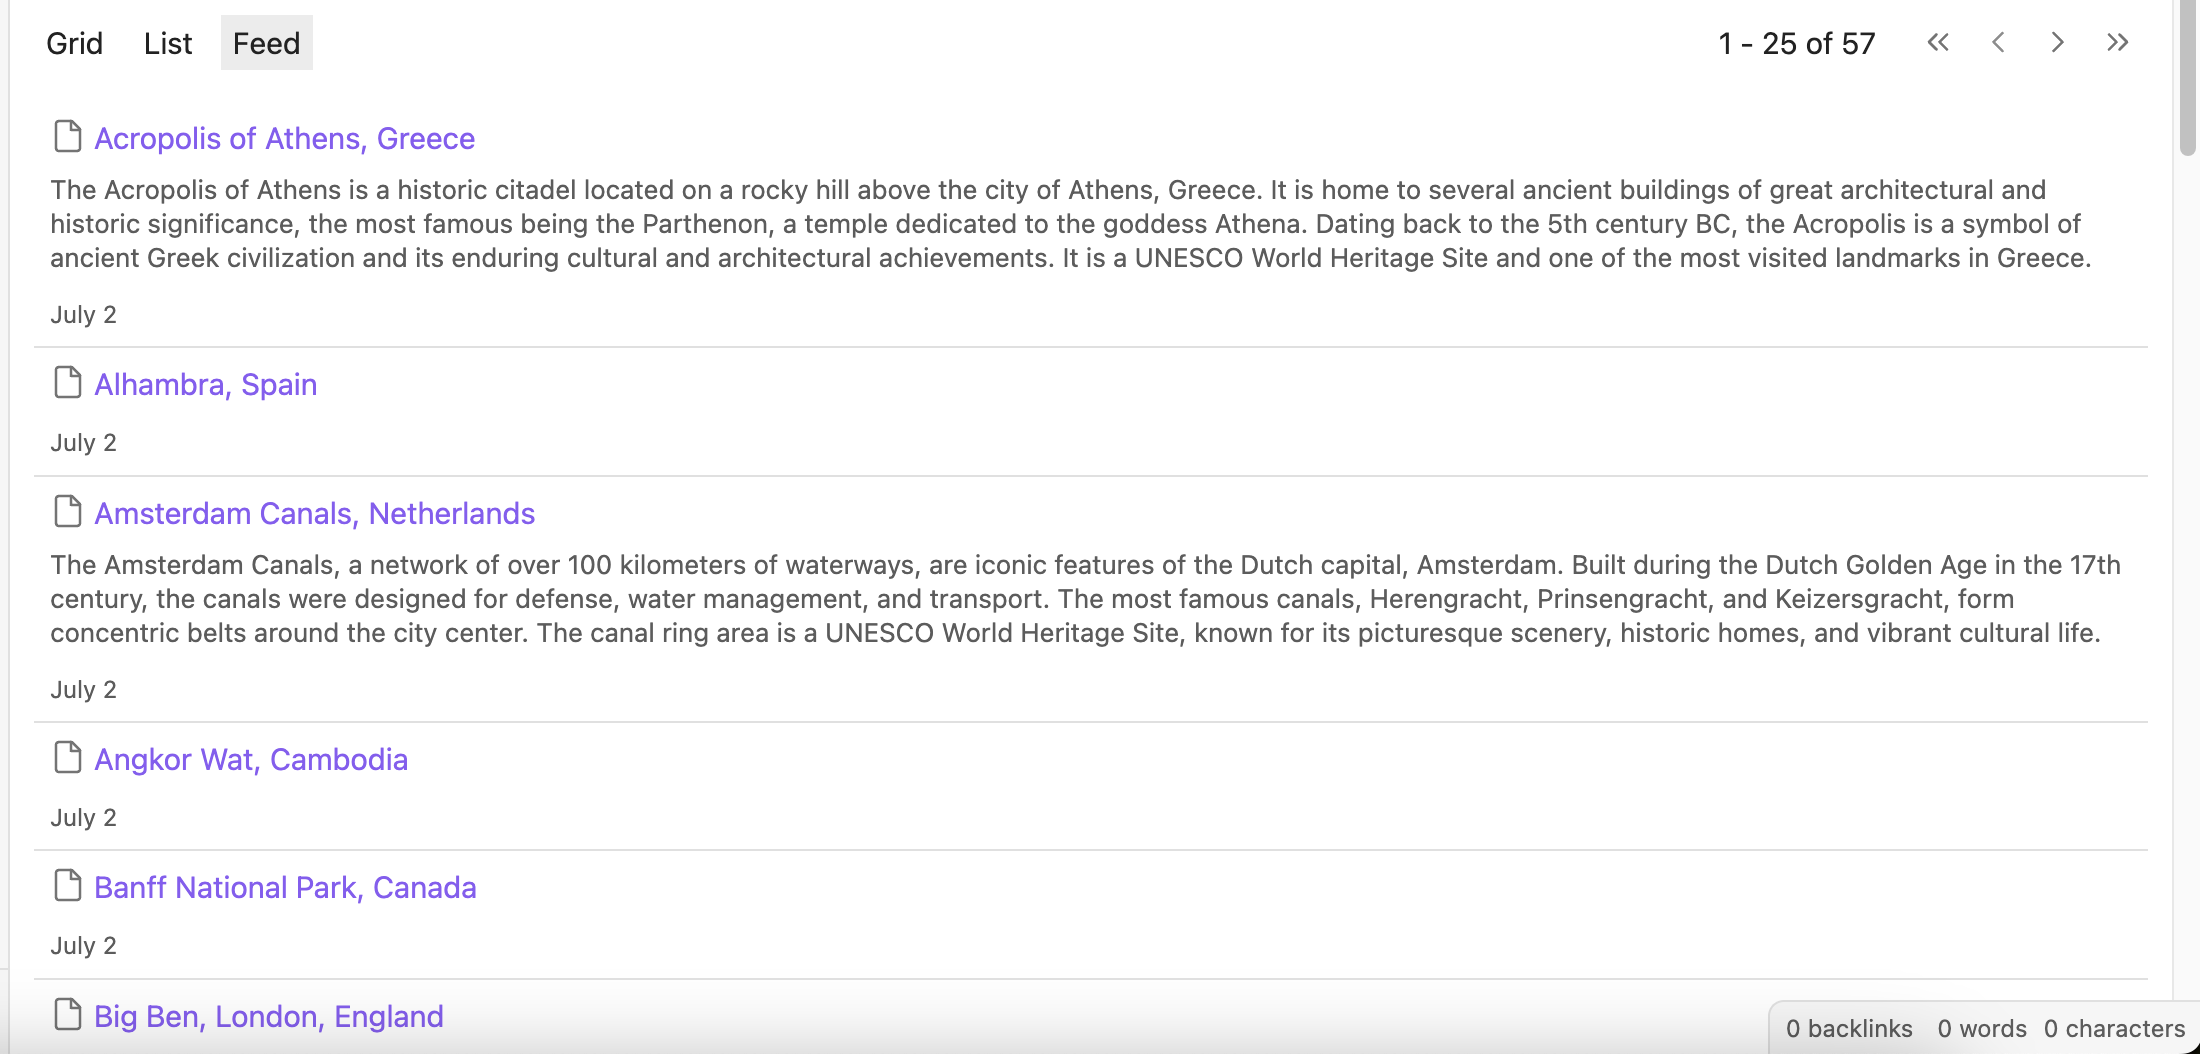 Grid List Feed 1 - 25 of 57
Acropolis of Athens, Greece
The Acropolis of Athens is a historic citadel located on a rocky hill above the city of Athens, Greece. It is home to several ancient buildings of great architectural and
historic significance, the most famous being the Parthenon, a temple dedicated to the goddess Athena. Dating back to the 5th century BC, the Acropolis is a symbol of
ancient Greek civilization and its enduring cultural and architectural achievements. It is a UNESCO World Heritage Site and one of the most visited landmarks in Greece.
July 2
Alhambra, Spain
July 2
Amsterdam Canals, Netherlands
The Amsterdam Canals, a network of over 100 kilometers of waterways, are iconic features of the Dutch capital, Amsterdam. Built during the Dutch Golden Age in the 17th
century, the canals were designed for defense, water management, and transport. The most famous canals, Herengracht, Prinsengracht, and Keizersgracht, form
concentric belts around the city center. The canal ring area is a UNESCO World Heritage Site, known for its picturesque scenery, historic homes, and vibrant cultural life.
July 2
Angkor Wat, Cambodia
July 2
Banff National Park, Canada
July 2
Big Ben, London, England
0 backlinks 0 words 0 characters